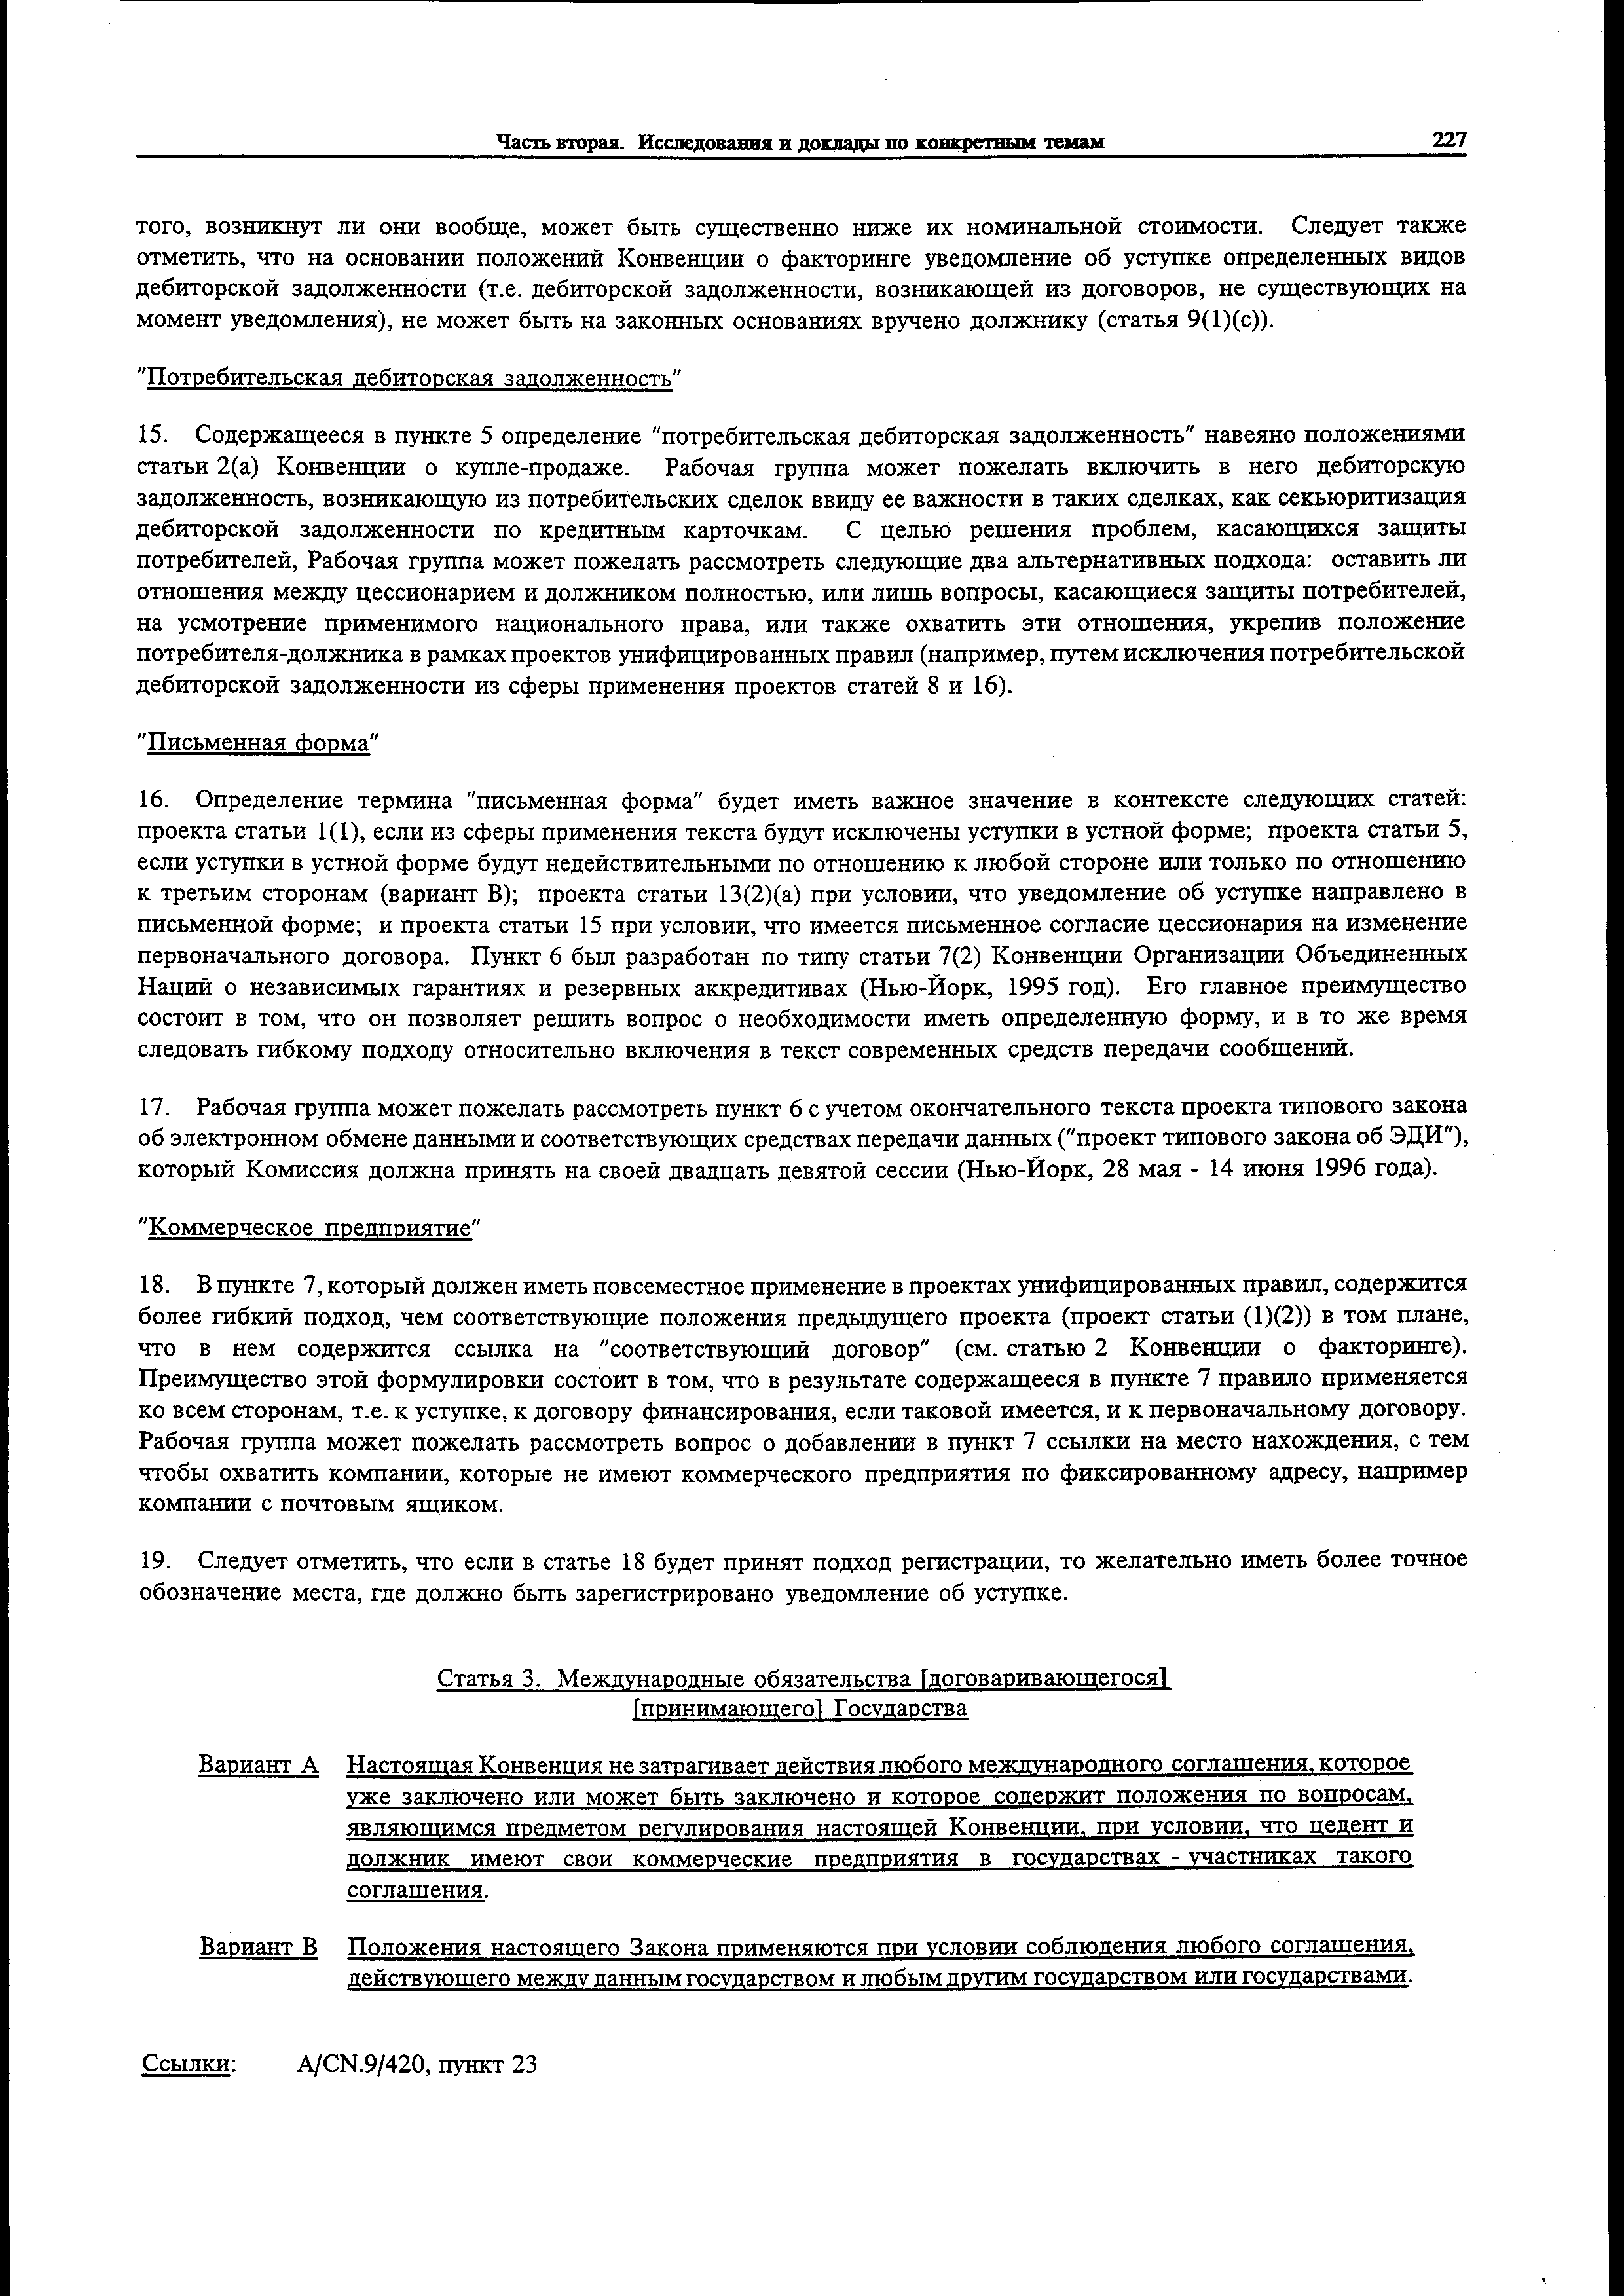 Часть вторая. Исследования и доклады по конкретным темам 227
того, возникнут ли они вообще, может быть существенно ниже их номинальной стоимости. Следует также
отметить, что на основании положений Конвенции о факторинге уведомление об уступке определенных видов
дебиторской задолженности (т.е. дебиторской задолженности, возникающей из договоров, не существующих на
момент уведомления), не может быть на законных основаниях вручено должнику (статья 9(1)(c)).
"Потребительская дебиторская задолженность"
15. Содержащееся в пункте 5 определение "потребительская дебиторская задолженность" навеяно положениями
статьи 2(a) Конвенции о купле-продаже. Рабочая группа может пожелать включить в него дебиторскую
задолженность, возникающую из потребительских сделок ввиду ее важности в таких сделках, как секьюритизация
дебиторской задолженности по кредитным карточкам. С целью решения проблем, касающихся защиты
потребителей, Рабочая группа может пожелать рассмотреть следующие два альтернативных подхода: оставить ли
отношения между цессионарием и должником полностью, или лишь вопросы, касающиеся защиты потребителей,
на усмотрение применимого национального права, или также охватить эти отношения, укрепив положение
потребителя-должника в рамках проектов унифицированных правил (например, путем исключения потребительской
дебиторской задолженности из сферы применения проектов статей 8 и 16).
"Письменная форма"
16. Определение термина "письменная форма" будет иметь важное значение в контексте следующих статей:
проекта статьи 1(1), если из сферы применения текста будут исключены уступки в устной форме; проекта статьи 5,
если уступки в устной форме будут недействительными по отношению к любой стороне или только по отношению
к третьим сторонам (вариант B); проекта статьи 13(2)(a) при условии, что уведомление об уступке направлено в
письменной форме; и проекта статьи 15 при условии, что имеется письменное согласие цессионария на изменение
первоначального договора. Пункт 6 был разработан по типу статьи 7(2) Конвенции Организации Объединенных
Наций о независимых гарантиях и резервных аккредитивах (Нью-Йорк, 1995 год). Его главное преимущество
состоит в том, что он позволяет решить вопрос о необходимости иметь определенную форму, и в то же время
следовать гибкому подходу относительно включения в текст современных средств передачи сообщений.
17. Рабочая группа может пожелать рассмотреть пункт 6 с учетом окончательного текста проекта типового закона
об электронном обмене данными и соответствующих средствах передачи данных ("проект типового закона об ЭДИ"),
который Комиссия должна принять на своей двадцать девятой сессии (Нью-Йорк, 28 мая - 14 июня 1996 года).
"Коммерческое предприятие"
18. В пункте 7, который должен иметь повсеместное применение в проектах унифицированных правил, содержится
более гибкий подход, чем соответствующие положения предыдущего проекта (проект статьи (1)(2)) в том плане,
что в нем содержится ссылка на "соответствующий договор" (см. статью 2 Конвенции о факторинге).
Преимущество этой формулировки состоит в том, что в результате содержащееся в пункте 7 правило применяется
ко всем сторонам, т.е. к уступке, к договору финансирования, если таковой имеется, и к первоначальному договору.
Рабочая группа может пожелать рассмотреть вопрос о добавлении в пункт 7 ссылки на место нахождения, с тем
чтобы охватить компании, которые не имеют коммерческого предприятия по фиксированному адресу, например
компании с почтовым ящиком.
19. Следует отметить, что если в статье 18 будет принят подход регистрации, то желательно иметь более точное
обозначение места, где должно быть зарегистрировано уведомление об уступке.
Статья 3. Международные обязательства [договаривающегося]
[принимающего] Государства
Вариант A Настоящая Конвенция не затрагивает действия любого международного соглашения, которое
уже заключено или может быть заключено и которое содержит положения по вопросам,
являющимся предметом регулирования настоящей Конвенции, при условии, что цедент и
должник имеют свои коммерческие предприятия в государствах - участниках такого
соглашения.
Вариант B Положения настоящего Закона применяются при условии соблюдения любого соглашения,
действующего между данным государством и любым другим государством или государствами.
Ссылки: A/CN.9/420, пункт 23